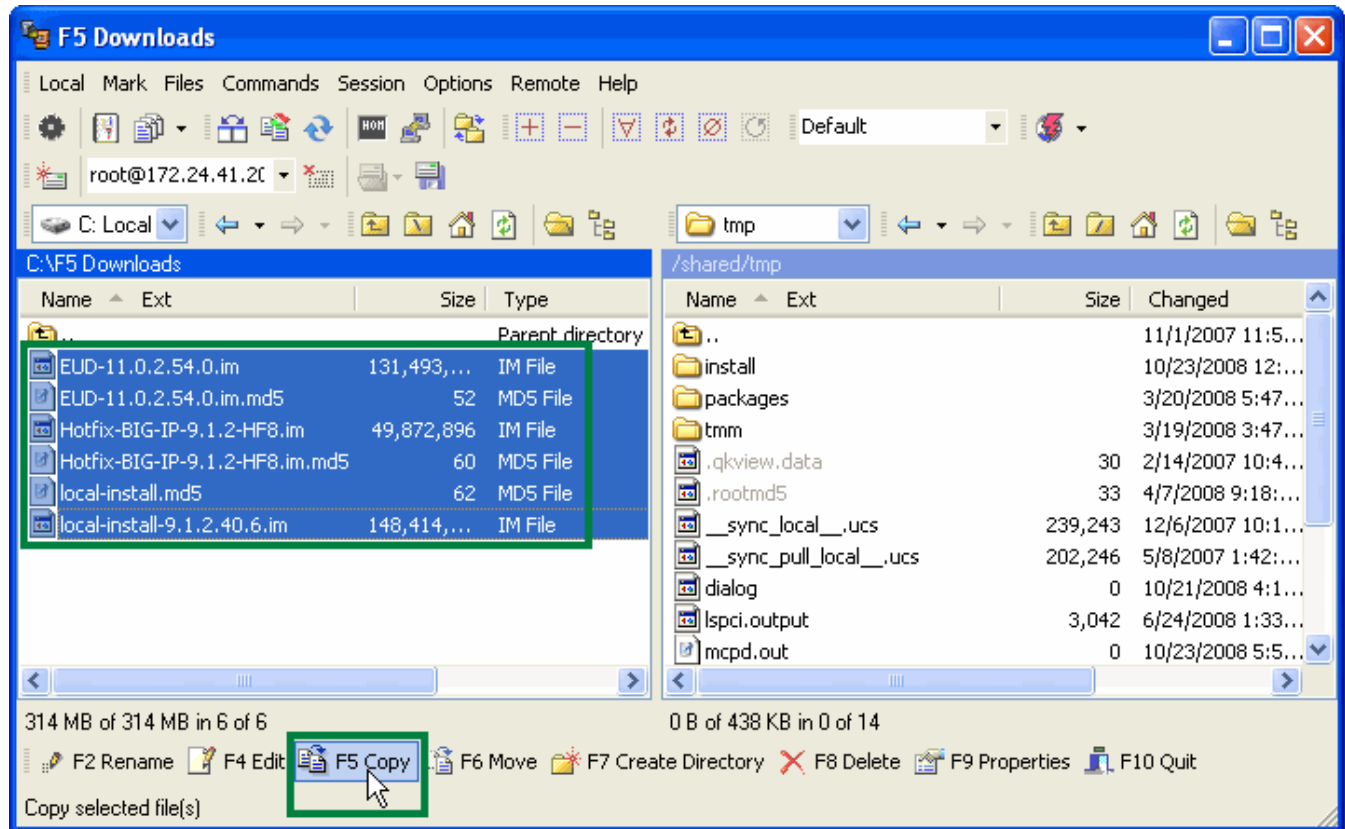 F5 Downloads
Local Mark Files Commands Session Options Remote Help
Default
root@172.24.41.20
C: Local tmp
C:\F5 Downloads /shared/tmp
Name Ext Size Type Name Ext Size Changed
.. Parent directory .. 11/1/2007 11:5...
EUD-11.0.2.54.0.im 131,493,... IM File install 10/23/2008 12:...
EUD-11.0.2.54.0.im.md5 52 MD5 File packages 3/20/2008 5:47...
Hotfix-BIG-IP-9.1.2-HF8.im 49,872,896 IM File tmm 3/19/2008 3:47...
Hotfix-BIG-IP-9.1.2-HF8.im.md5 60 MD5 File .qkview.data 30 2/14/2007 10:4...
local-install.md5 62 MD5 File .rootmd5 33 4/7/2008 9:18:...
local-install-9.1.2.40.6.im 148,414,... IM File __sync_local__.ucs 239,243 12/6/2007 10:1...
__sync_pull_local__.ucs 202,246 5/8/2007 1:42:...
dialog 0 10/21/2008 4:1...
lspci.output 3,042 6/24/2008 1:33...
mcpd.out 0 10/23/2008 5:5...
314 MB of 314 MB in 6 of 6 0 B of 438 KB in 0 of 14
F2 Rename F4 Edit F5 Copy F6 Move F7 Create Directory F8 Delete F9 Properties F10 Quit
Copy selected file(s)